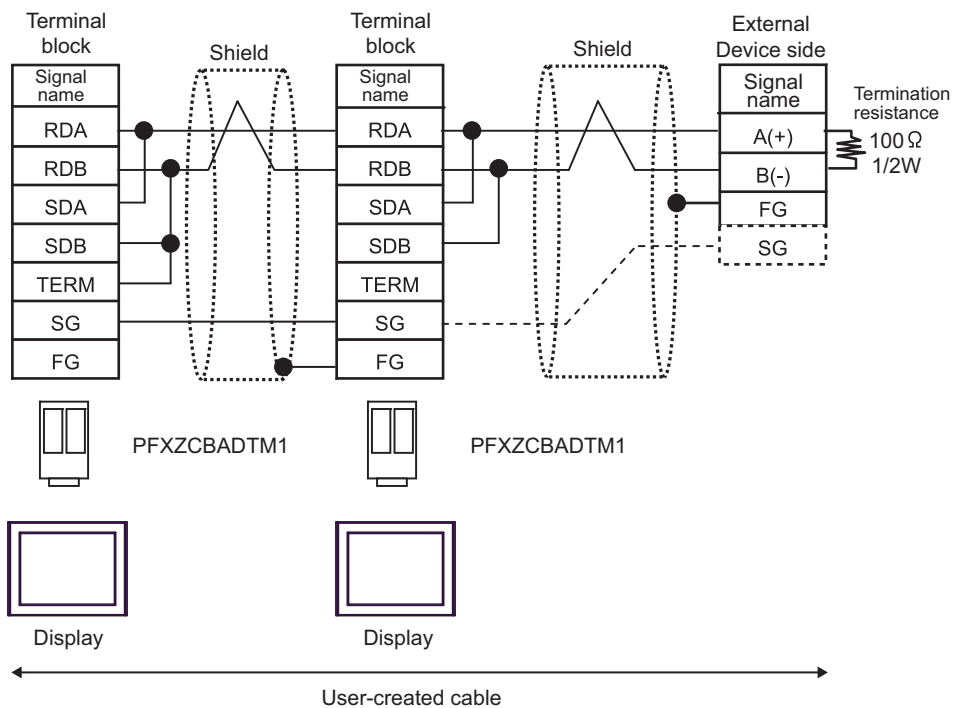 Terminal
block
Shield
Terminal
block
Shield
External
Device side
Signal
name
RDA
RDB
SDA
SDB
TERM
SG
FG
Signal
name
RDA
RDB
SDA
SDB
TERM
SG
FG
Signal
name
A(+)
B(-)
FG
SG
Termination
resistance
100Ω
1/2W
PFXZCBADTM1
PFXZCBADTM1
Display
Display
User-created cable